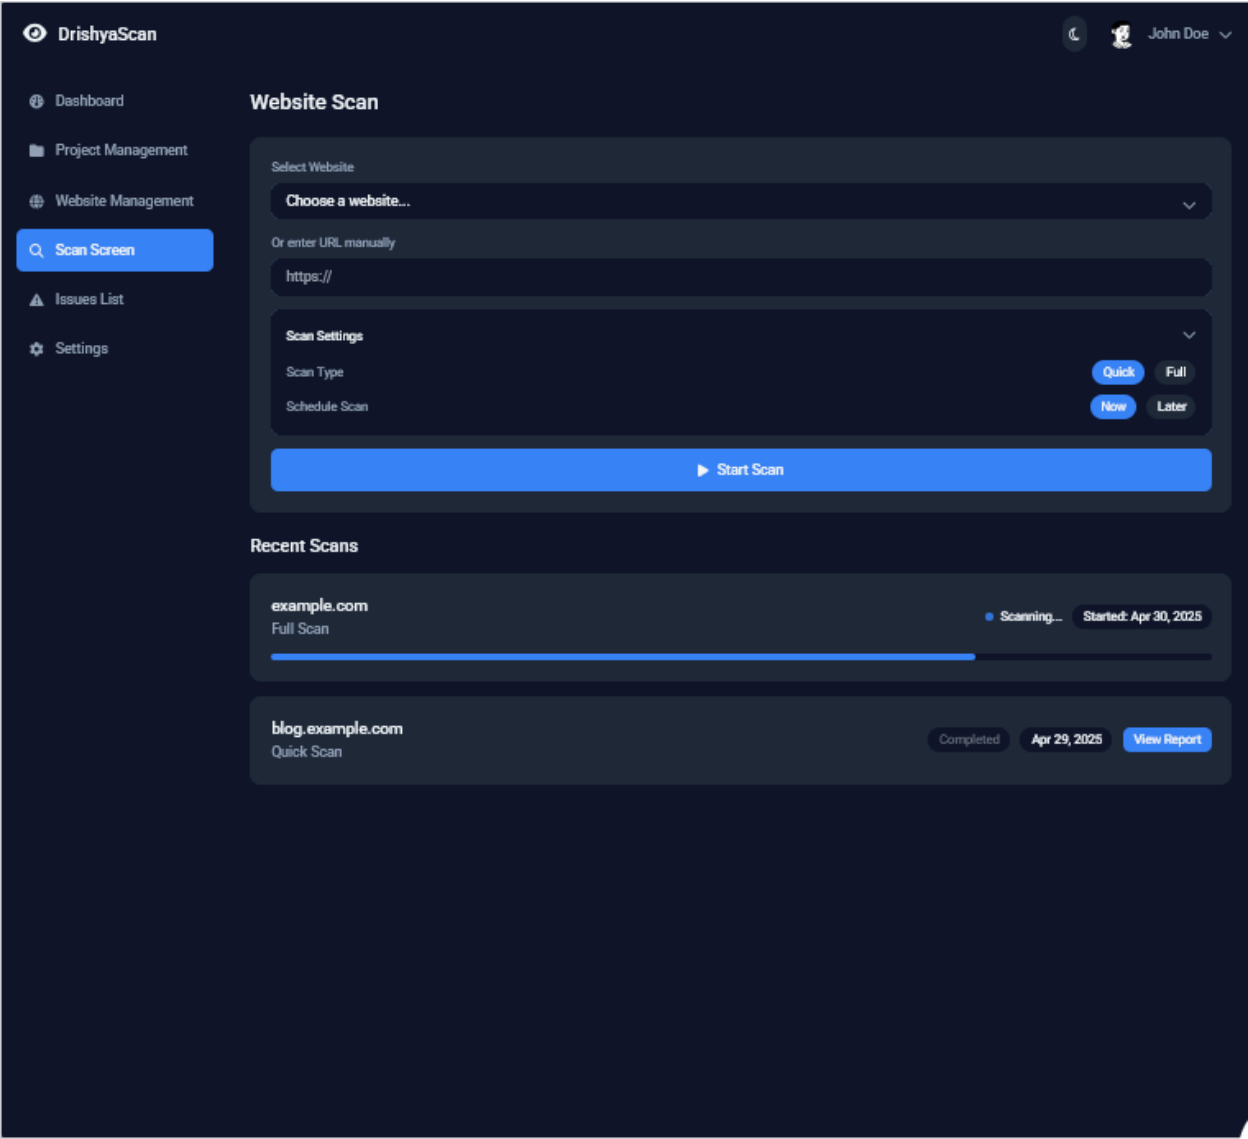 DrishyaScan
John Doe
Dashboard
Project Management
Website Management
Scan Screen
Issues List
Settings
Website Scan
Select Website
Choose a website...
Or enter URL manually
https://
Scan Settings
Scan Type
Quick Full
Schedule Scan
Now Later
Start Scan
Recent Scans
example.com
Full Scan
Scanning... Started: Apr 30, 2025
blog.example.com
Quick Scan
Completed Apr 29, 2025 View Report